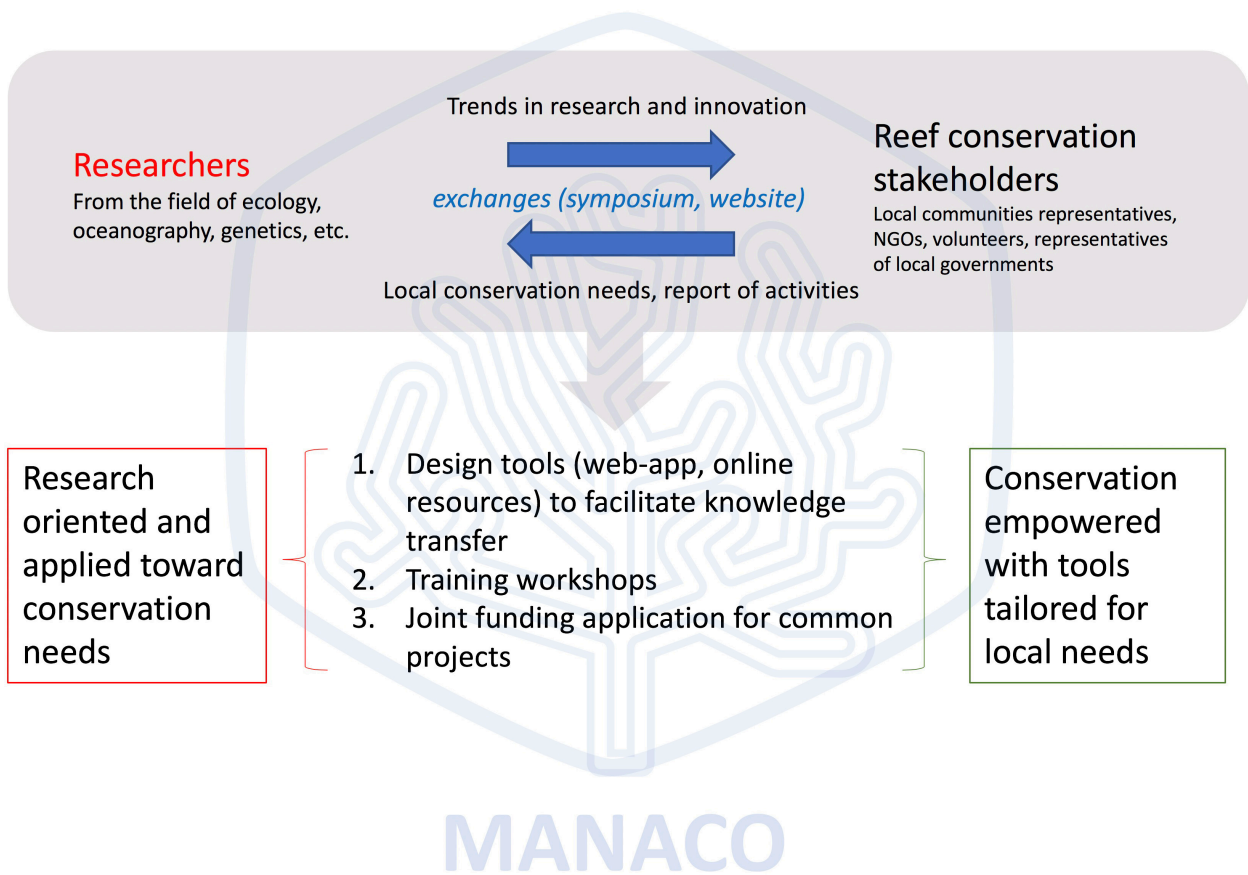 Trends in research and innovation
Researchers
From the field of ecology,
oceanography, genetics, etc.
exchanges (symposium, website)
Local conservation needs, report of activities
Reef conservation
stakeholders
Local communities representatives,
NGOs, volunteers, representatives
of local governments
Research
oriented and
applied toward
conservation
needs
1. Design tools (web-app, online
resources) to facilitate knowledge
transfer
2. Training workshops
3. Joint funding application for common
projects
Conservation
empowered
with tools
tailored for
local needs
MANACO